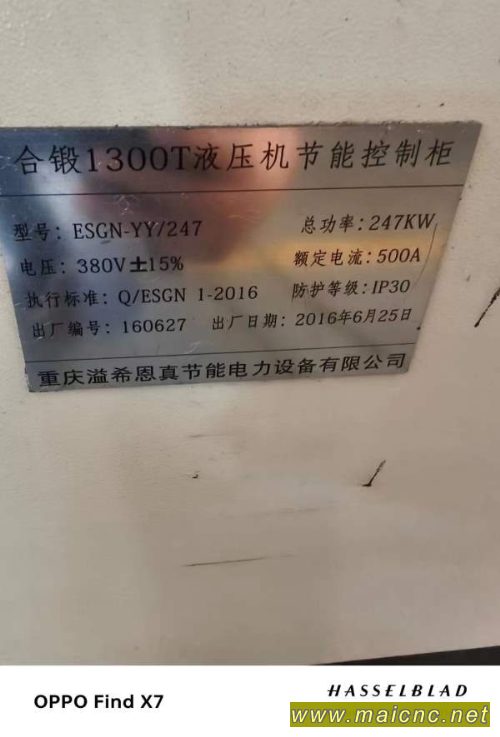 合锻1300T液压机节能控制柜
型号：ESGN-YY/247 总功率：247KW
电压：380V±15% 额定电流：500A
执行标准：Q/ESGN 1-2016 防护等级：IP30
出厂编号：160627 出厂日期：2016年6月25日
重庆溢希恩真节能电力设备有限公司
OPPO Find X7
HASSELBLAD
www.maicnc.net